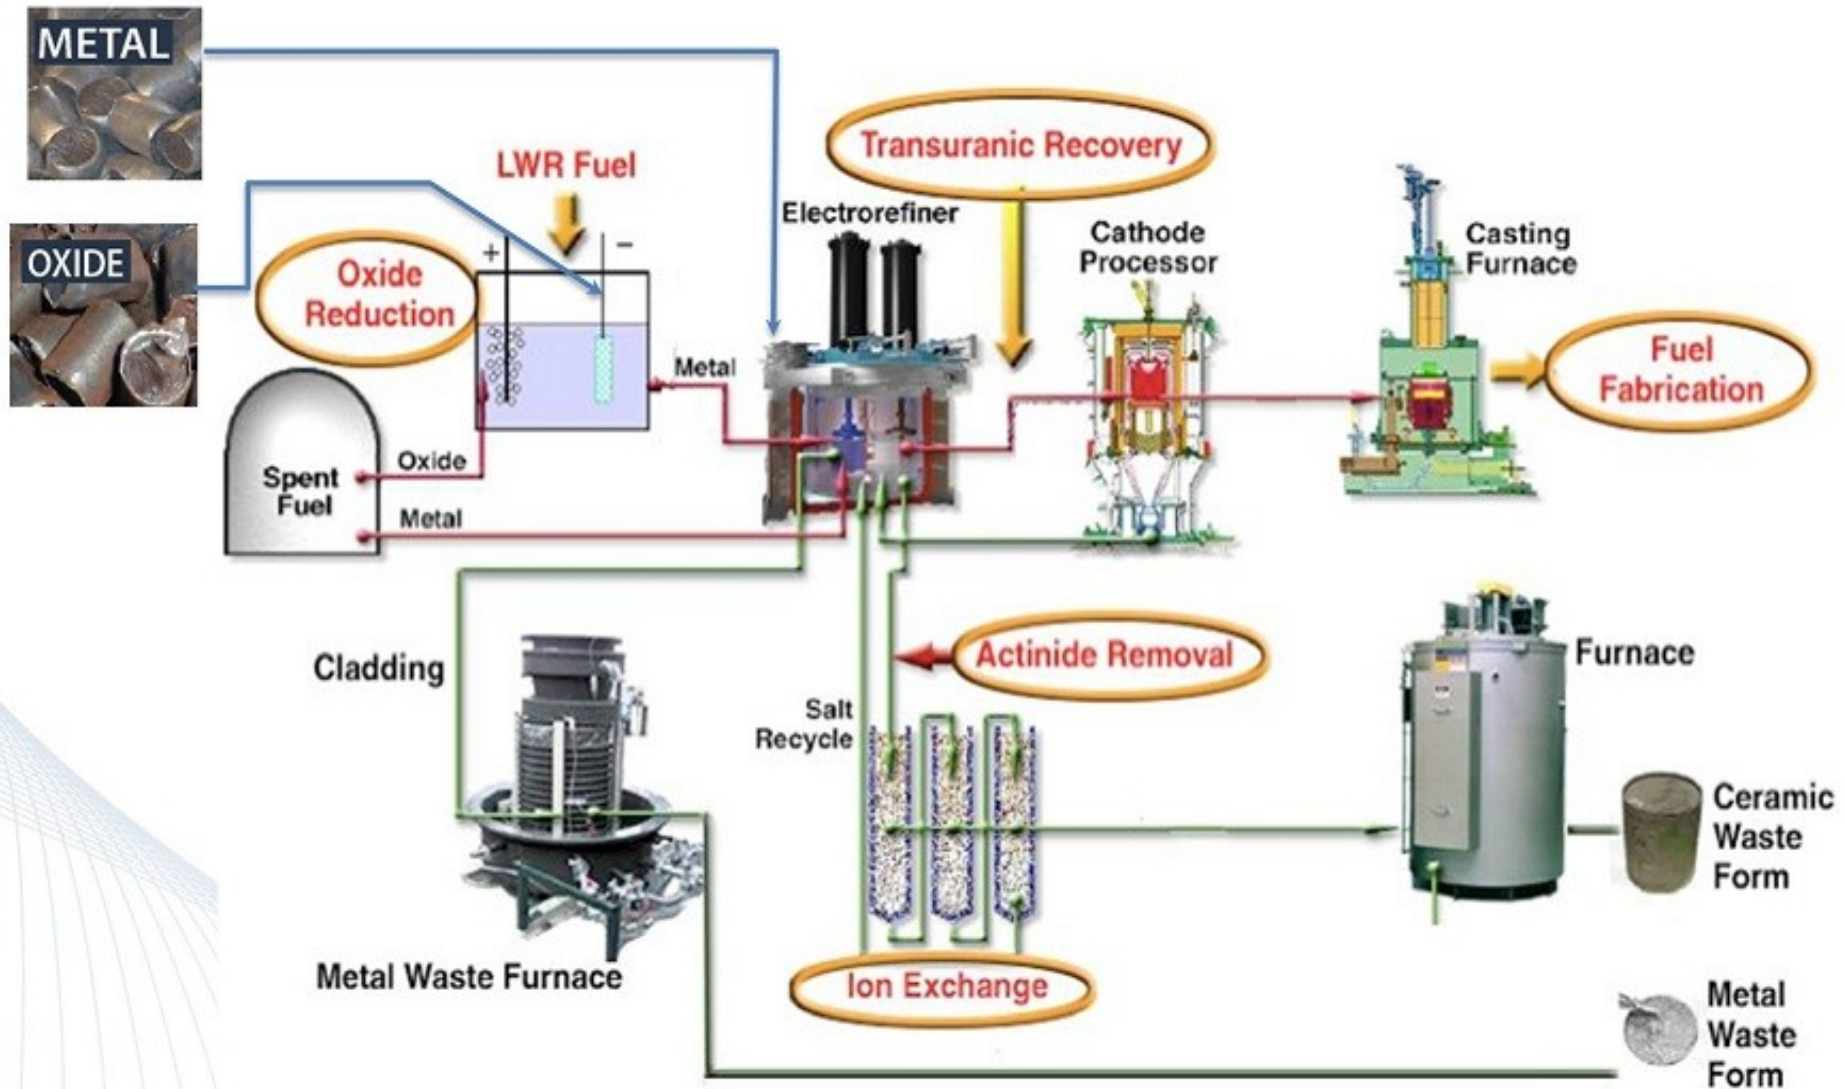 METAL
OXIDE
LWR Fuel
Oxide
Reduction
+
−
Transuranic Recovery
Electrorefiner
Cathode
Processor
Casting
Furnace
Fuel
Fabrication
Metal
Spent
Fuel
Oxide
Metal
Cladding
Actinide Removal
Salt
Recycle
Furnace
Ceramic
Waste
Form
Metal Waste Furnace
Ion Exchange
Metal
Waste
Form